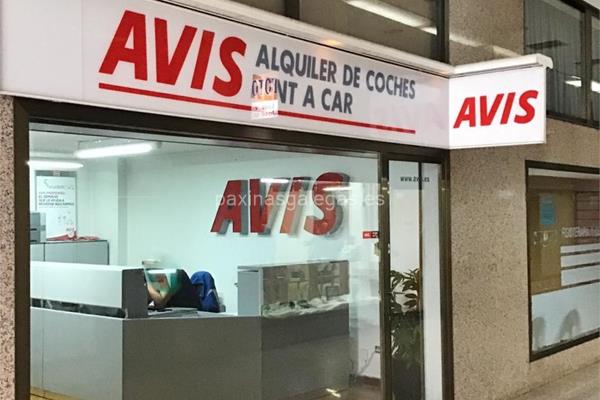 AVIS
ALQUILER DE COCHES
RENT A CAR
AVIS
AVIS
www.avis.es
paxinasgalegas.es